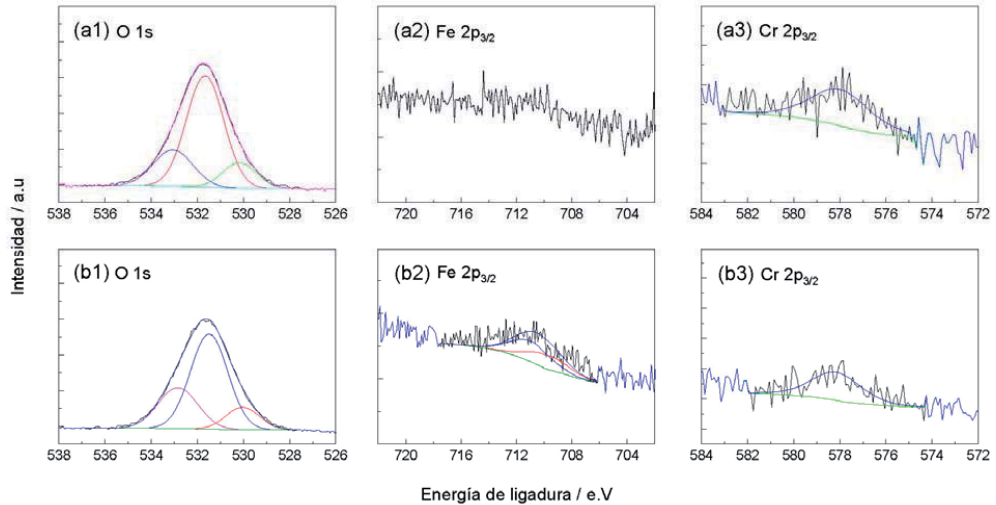 (a1) O 1s
(a2) Fe 2p3/2
(a3) Cr 2p3/2
538 536 534 532 530 528 526
720 716 712 708 704
584 582 580 578 576 574 572
Intensidad / a.u
(b1) O 1s
(b2) Fe 2p3/2
(b3) Cr 2p3/2
538 536 534 532 530 528 526
720 716 712 708 704
584 582 580 578 576 574 572
Energía de ligadura / e.V